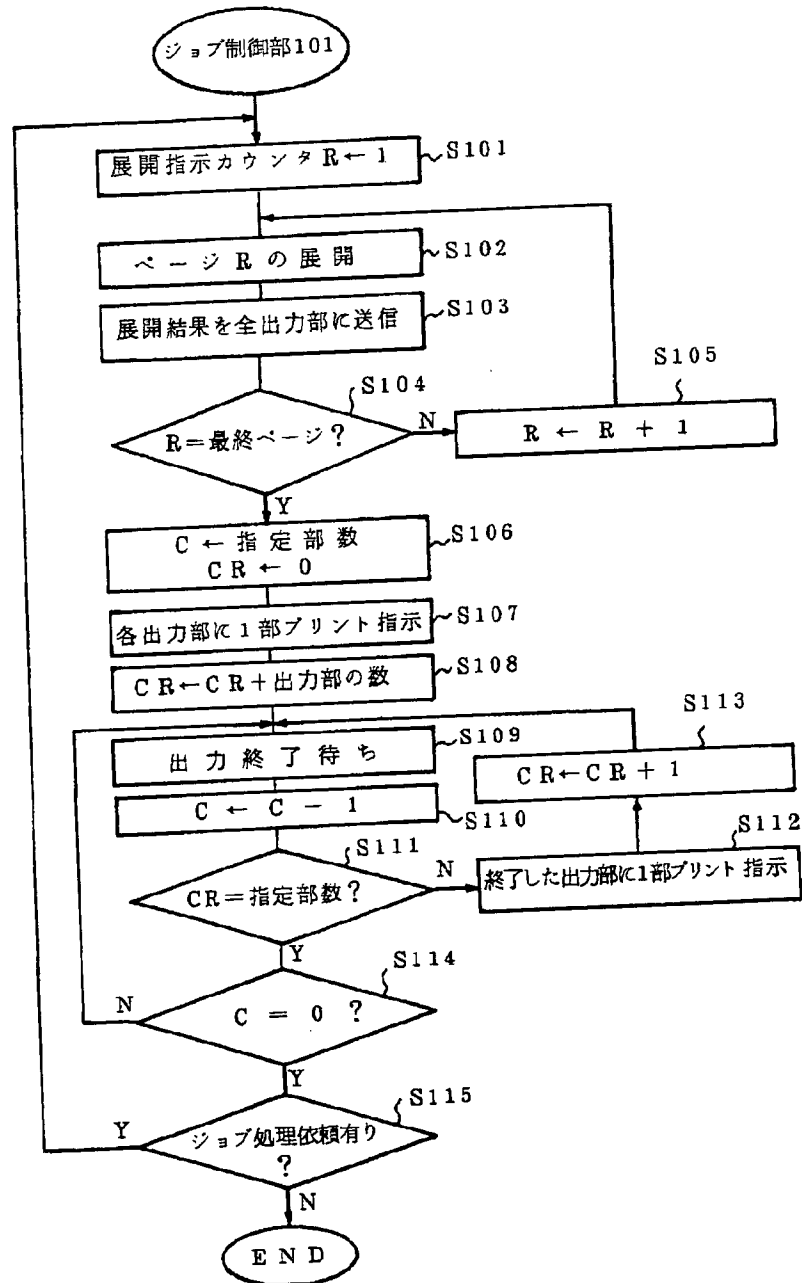 ジョブ制御部101
展開指示カウンタR←1
S101
ページRの展開
S102
展開結果を全出力部に送信
S103
S104
R=最終ページ?
N
S105
R ← R + 1
Y
C ← 指定部数
CR ← 0
S106
各出力部に1部プリント指示
S107
CR←CR+出力部の数
S108
出力終了待ち
S109
S113
CR←CR+1
C ← C - 1
S110
S111
CR=指定部数?
N
S112
終了した出力部に1部プリント指示
Y
S114
N
C = 0 ?
Y
S115
Y
ジョブ処理依頼有り
?
N
END